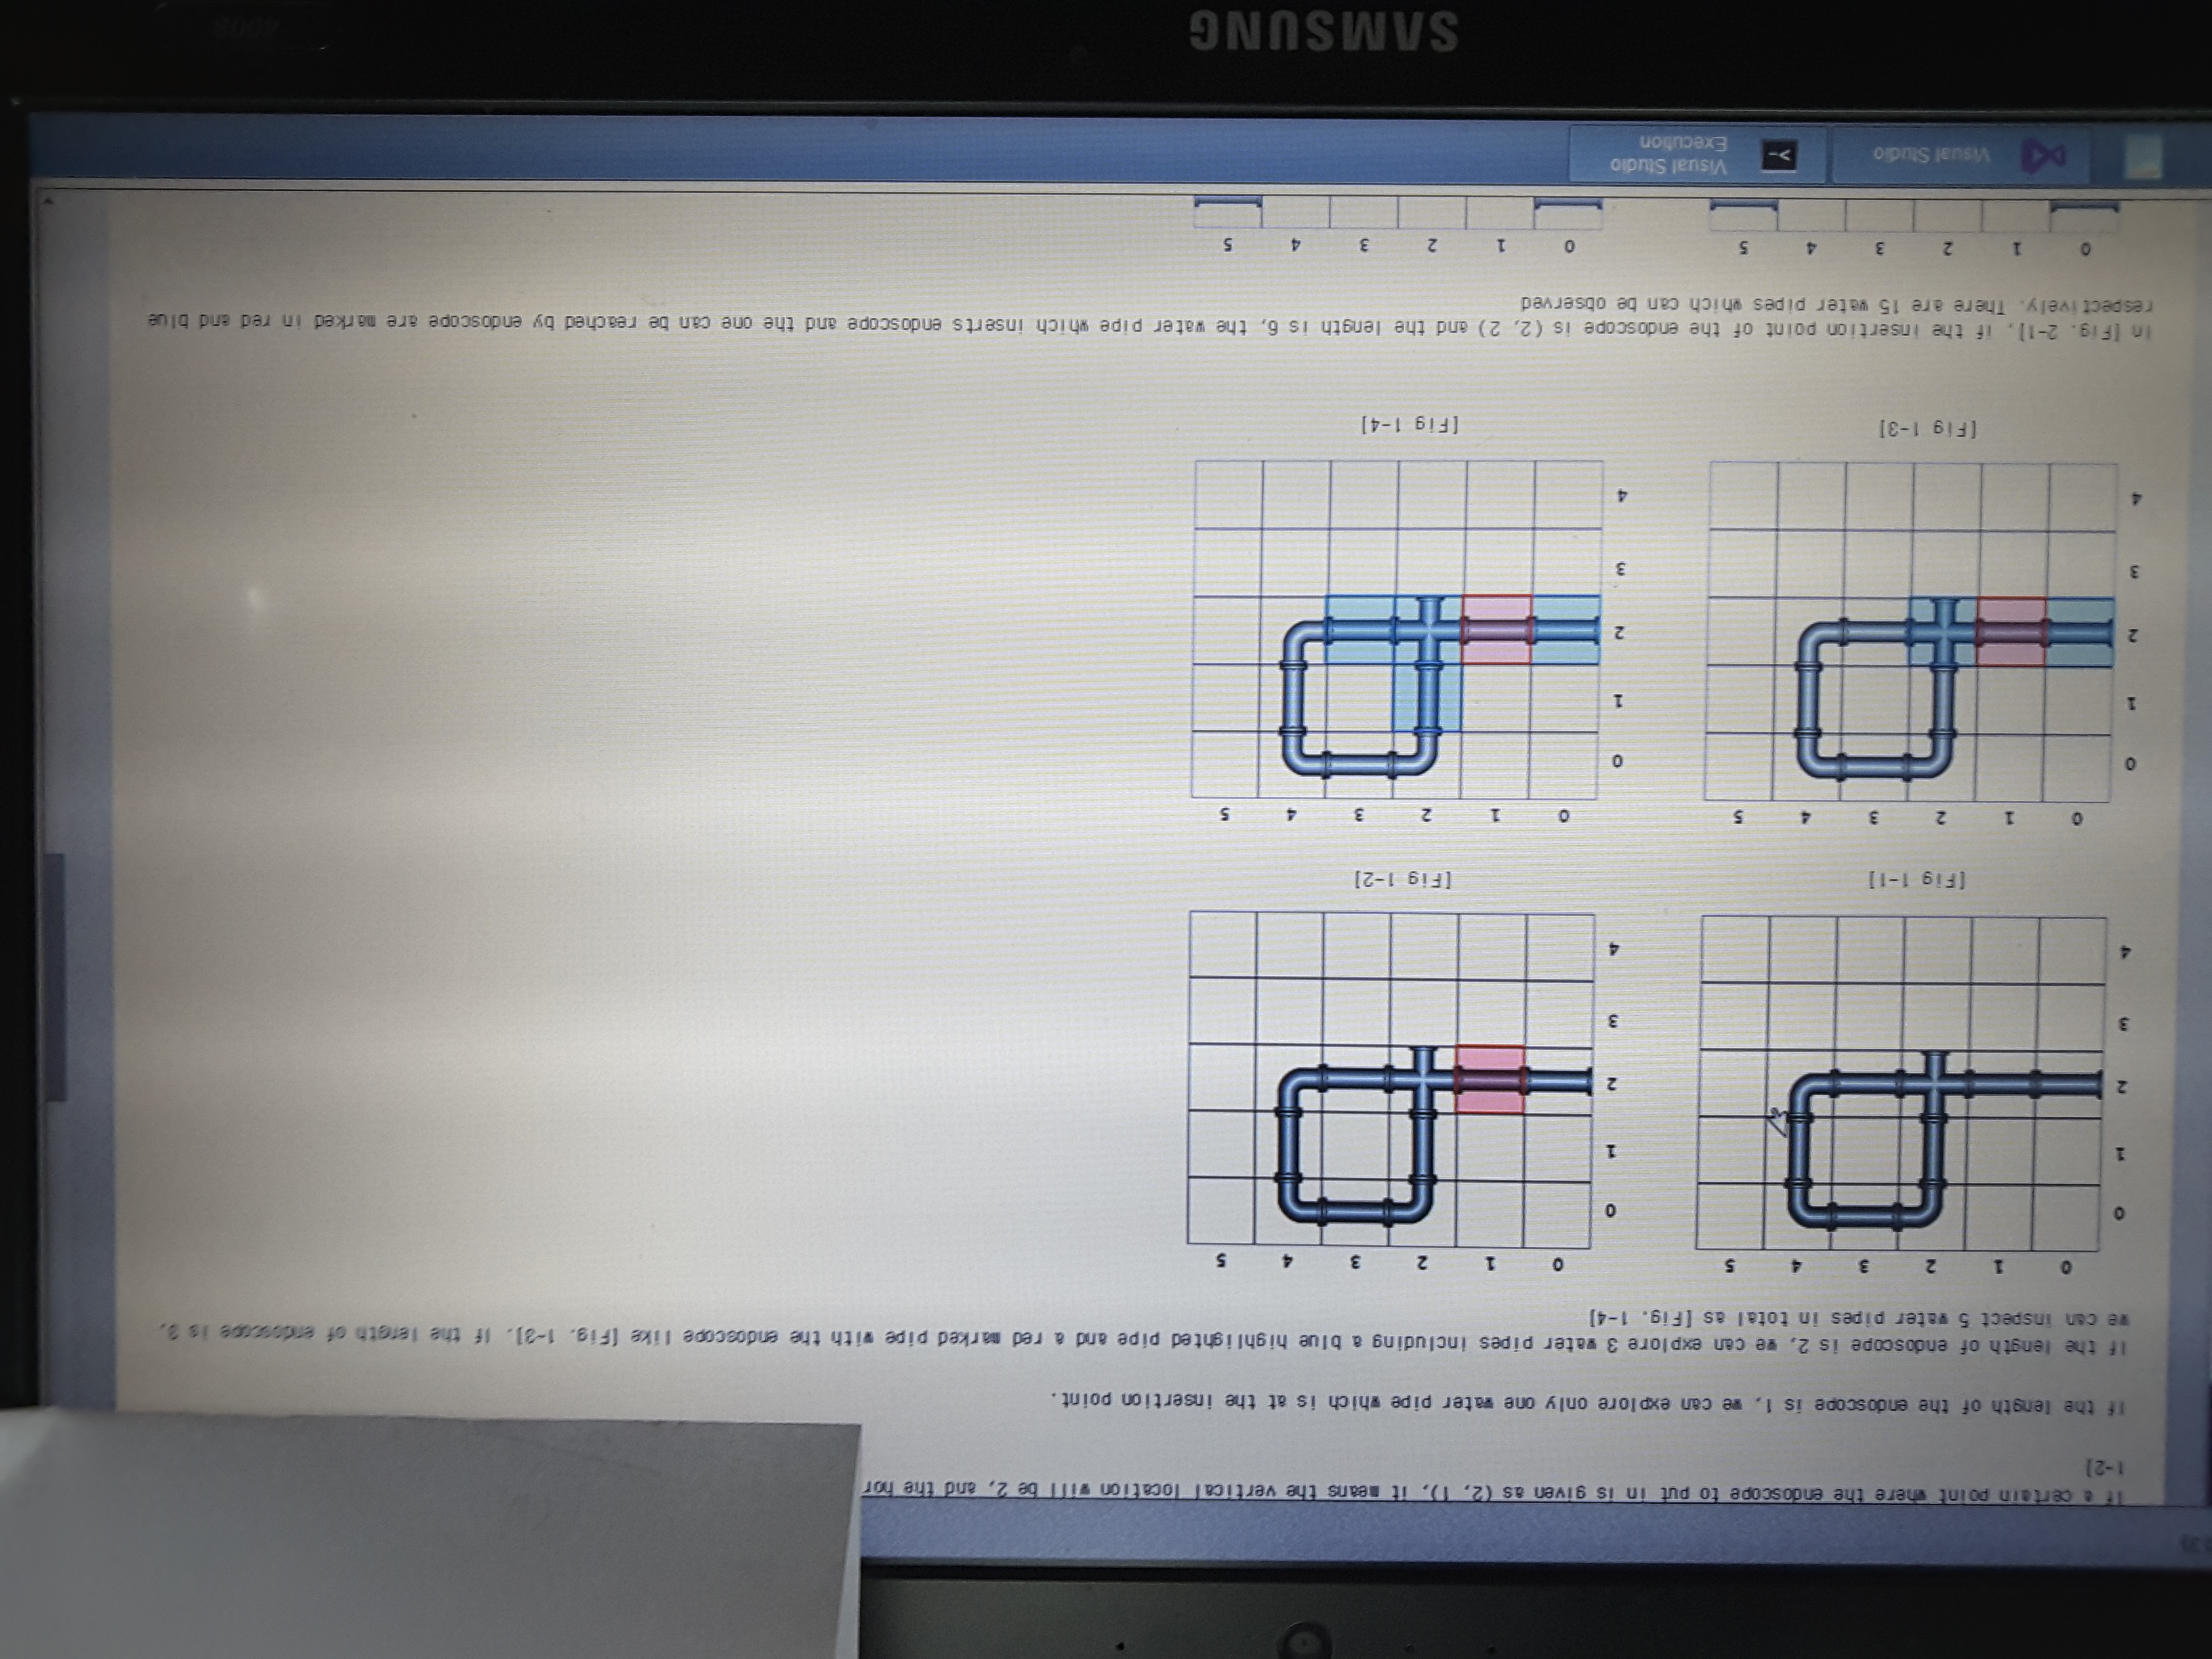 If a certain point where the endoscope to put in is given as (2, 1), it means the vertical location will be 2, and the hor
1-2]
If the length of the endoscope is 1, we can explore only one water pipe which is at the insertion point.
If the length of endoscope is 2, we can explore 3 water pipes including a blue highlighted pipe and a red marked pipe with the endoscope like [Fig. 1-3]. If the length of endoscope is 3,
we can inspect 5 water pipes in total as [Fig. 1-4]
0 1 2 3 4 5
0
1
2
3
4
[Fig 1-1]
0 1 2 3 4 5
0
1
2
3
4
[Fig 1-2]
0 1 2 3 4 5
0
1
2
3
4
[Fig 1-3]
0 1 2 3 4 5
0
1
2
3
4
[Fig 1-4]
In [Fig. 2-1], if the insertion point of the endoscope is (2, 2) and the length is 6, the water pipe which inserts endoscope and the one can be reached by endoscope are marked in red and blue
respectively. There are 15 water pipes which can be observed
0 1 2 3 4 5
0 1 2 3 4 5
Visual Studio
Visual Studio
Execution
SAMSUNG